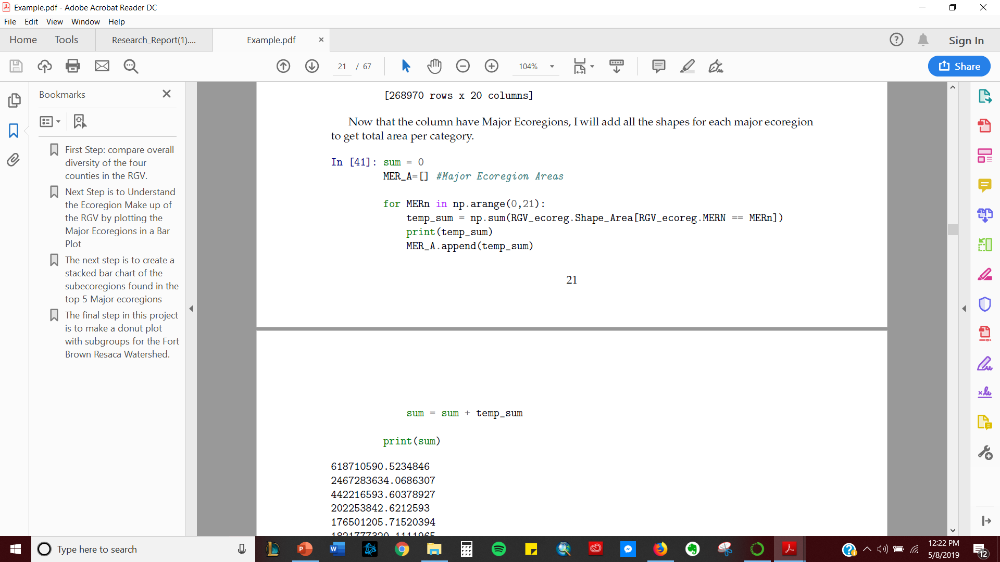 Example.pdf - Adobe Acrobat Reader DC
File Edit View Window Help
Home Tools Research_Report(1).... Example.pdf × Sign In
21 / 67 104% Share
Bookmarks
First Step: compare overall
diversity of the four
counties in the RGV.
Next Step is to Understand
the Ecoregion Make up of
the RGV by plotting the
Major Ecoregions in a Bar
Plot
The next step is to create a
stacked bar chart of the
subecoregions found in the
top 5 Major ecoregions
The final step in this project
is to make a donut plot
with subgroups for the Fort
Brown Resaca Watershed.
[268970 rows x 20 columns]
Now that the column have Major Ecoregions, I will add all the shapes for each major ecoregion
to get total area per category.
In [41]: sum = 0
MER_A=[] #Major Ecoregion Areas
for MERn in np.arange(0,21):
temp_sum = np.sum(RGV_ecoreg.Shape_Area[RGV_ecoreg.MERN == MERn])
print(temp_sum)
MER_A.append(temp_sum)
21
sum = sum + temp_sum
print(sum)
618710590.5234846
2467283634.0686307
442216593.60378927
202253842.6212593
176501205.71520394
1821777320.1111965
Type here to search
12:22 PM
5/8/2019
12